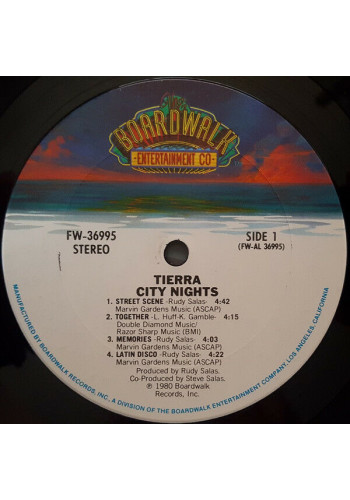 BOARDWALK
ENTERTAINMENT CO
FW-36995
STEREO
SIDE 1
(FW-AL 36995)
TIERRA
CITY NIGHTS
1. STREET SCENE -Rudy Salas- 4:42
Marvin Gardens Music (ASCAP)
2. TOGETHER -L. Huff-K. Gamble- 4:15
Double Diamond Music/
Razor Sharp Music (BMI)
3. MEMORIES -Rudy Salas- 4:03
Marvin Gardens Music (ASCAP)
4. LATIN DISCO -Rudy Salas- 4:22
Marvin Gardens Music (ASCAP)
Produced by Rudy Salas.
Co-Produced by Steve Salas.
℗ 1980 Boardwalk
Records, Inc.
MANUFACTURED BY BOARDWALK RECORDS, INC., A DIVISION OF THE BOARDWALK ENTERTAINMENT COMPANY, LOS ANGELES, CALIFORNIA